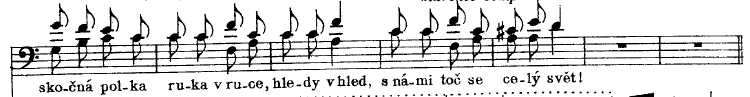 sko-čná pol-ka ru-ka v ru-ce, hle-dy v hled, s ná-mi toč se ce-lý svět!